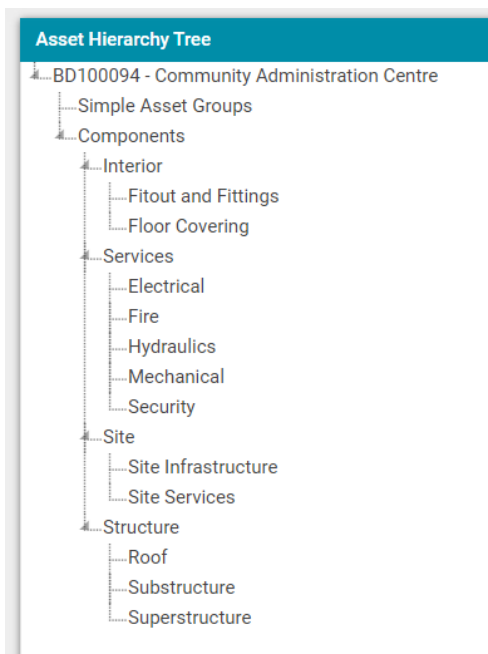 Asset Hierarchy Tree
BD100094 - Community Administration Centre
Simple Asset Groups
Components
Interior
Fitout and Fittings
Floor Covering
Services
Electrical
Fire
Hydraulics
Mechanical
Security
Site
Site Infrastructure
Site Services
Structure
Roof
Substructure
Superstructure